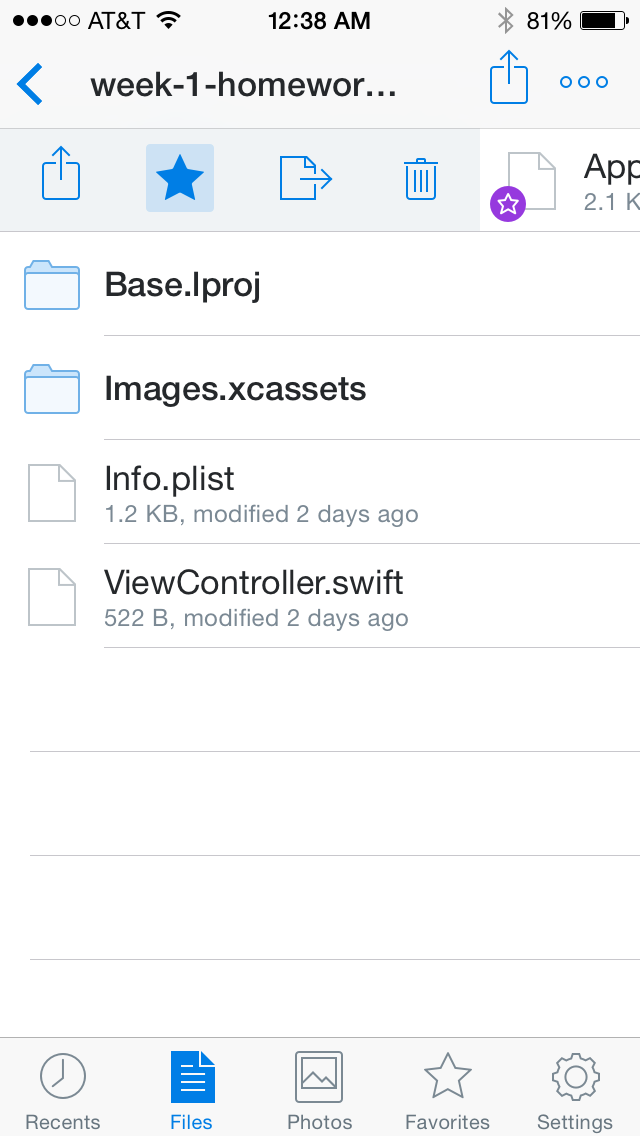 AT&T 12:38 AM 81%
week-1-homewor...
App
2.1 K
Base.lproj
Images.xcassets
Info.plist
1.2 KB, modified 2 days ago
ViewController.swift
522 B, modified 2 days ago
Recents Files Photos Favorites Settings